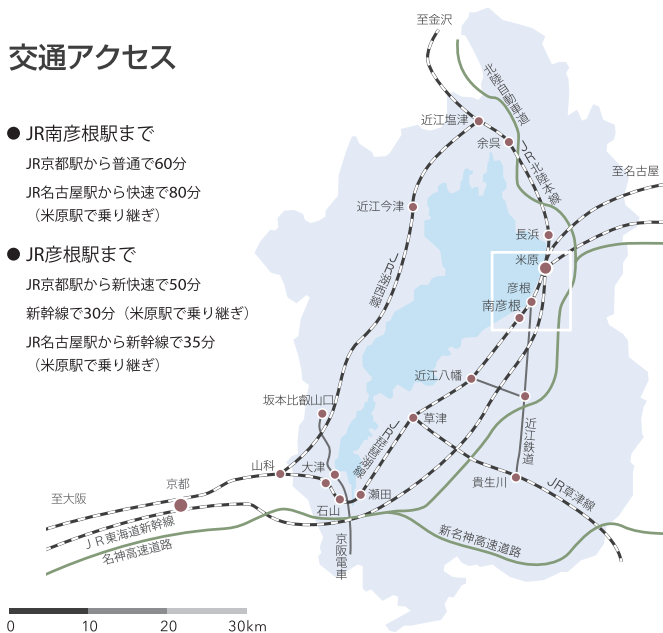 交通アクセス
● JR南彦根駅まで
JR京都駅から普通で60分
JR名古屋駅から快速で80分
（米原駅で乗り継ぎ）
● JR彦根駅まで
JR京都駅から新快速で50分
新幹線で30分（米原駅で乗り継ぎ）
JR名古屋駅から新幹線で35分
（米原駅で乗り継ぎ）
至金沢
北陸自動車道
近江塩津
余呉
JR北陸本線
至名古屋
近江今津
長浜
米原
JR湖西線
彦根
南彦根
近江八幡
坂本比叡山口
草津
JR琵琶湖線
近江鉄道
山科
大津
貴生川
JR草津線
至大阪
京都
瀬田
石山
JR東海道新幹線
名神高速道路
京阪電車
新名神高速道路
0 10 20 30km